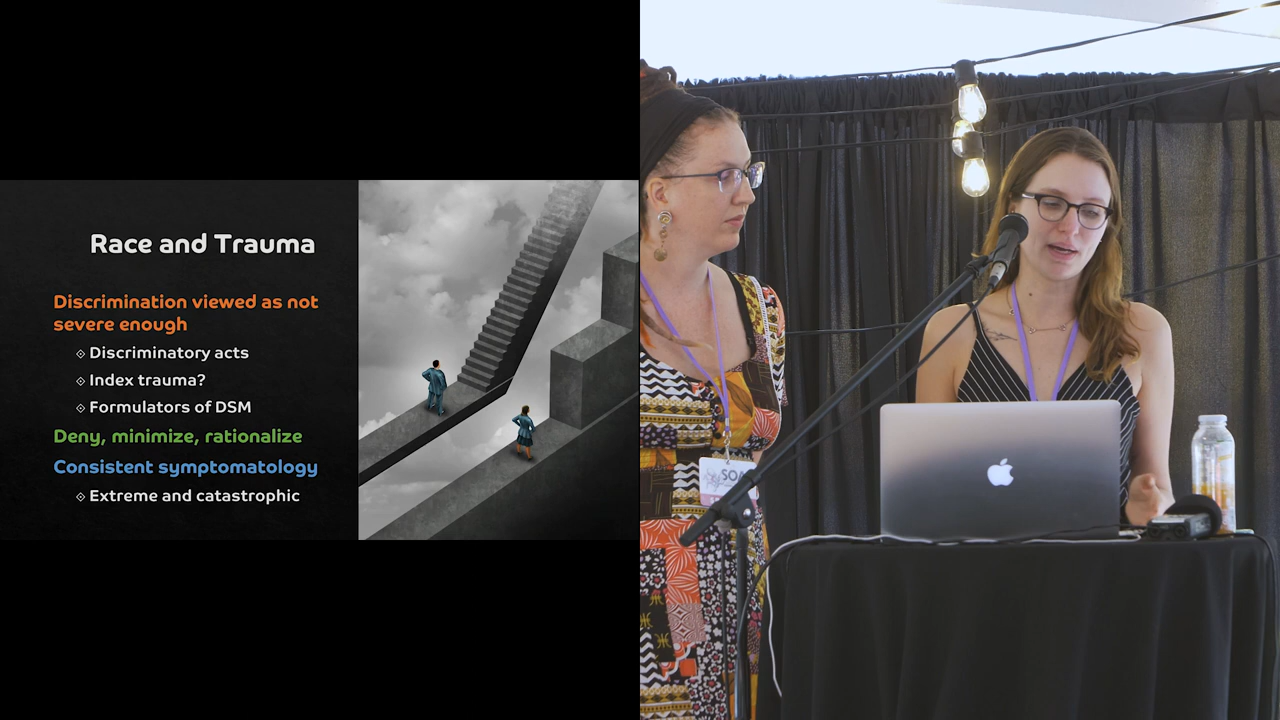 Race and Trauma
Discrimination viewed as not
severe enough
Discriminatory acts
Index trauma?
Formulators of DSM
Deny, minimize, rationalize
Consistent symptomatology
Extreme and catastrophic